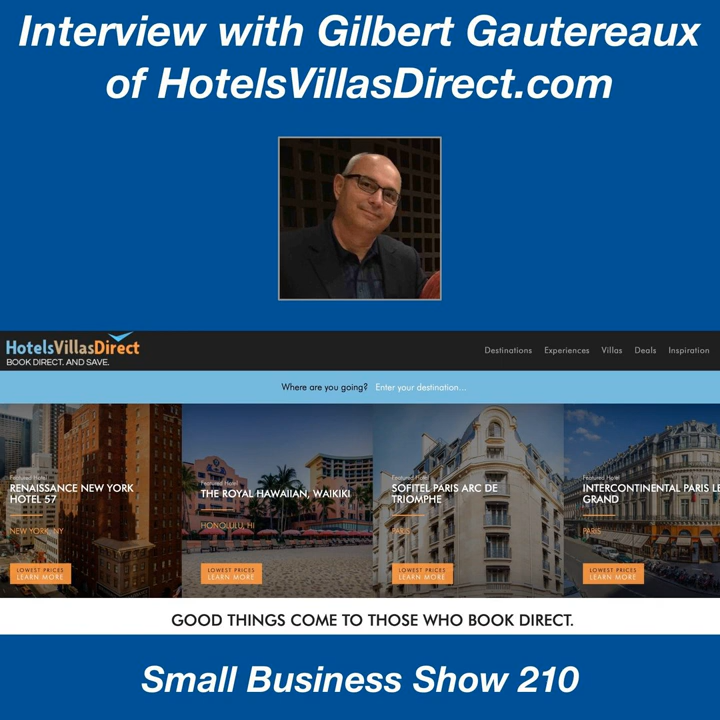 Interview with Gilbert Gautereaux
of HotelsVillasDirect.com
HotelsVillasDirect
BOOK DIRECT. AND SAVE.
Destinations Experiences Villas Deals Inspiration
Where are you going? Enter your destination...
Featured Hotel
RENAISSANCE NEW YORK
HOTEL 57
NEW YORK, NY
LOWEST PRICES
LEARN MORE
Featured Hotel
THE ROYAL HAWAIIAN, WAIKIKI
HONOLULU, HI
LOWEST PRICES
LEARN MORE
Featured Hotel
SOFITEL PARIS ARC DE
TRIOMPHE
PARIS
LOWEST PRICES
LEARN MORE
Featured Hotel
INTERCONTINENTAL PARIS LE
GRAND
PARIS
LOWEST PRICES
LEARN MORE
GOOD THINGS COME TO THOSE WHO BOOK DIRECT.
Small Business Show 210